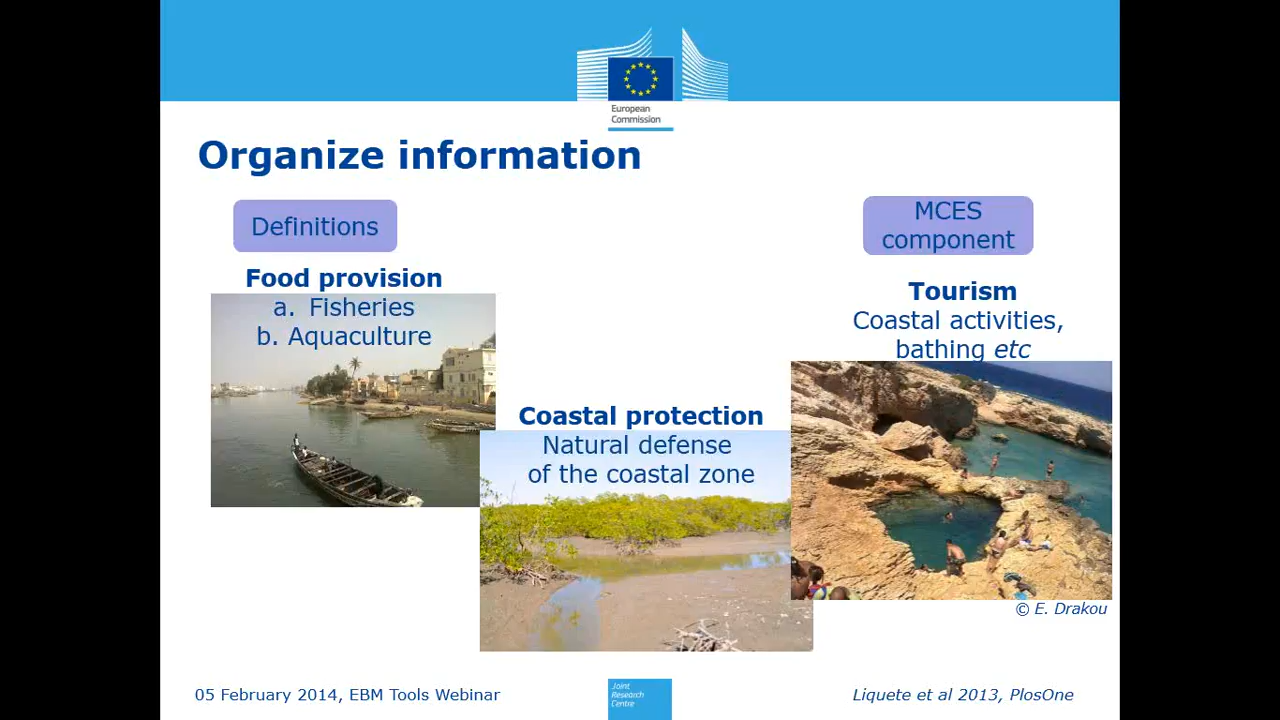 European
Commission
Organize information
Definitions
MCES
component
Food provision
a. Fisheries
b. Aquaculture
Tourism
Coastal activities,
bathing etc
Coastal protection
Natural defense
of the coastal zone
© E. Drakou
05 February 2014, EBM Tools Webinar
Joint
Research
Centre
Liquete et al 2013, PlosOne